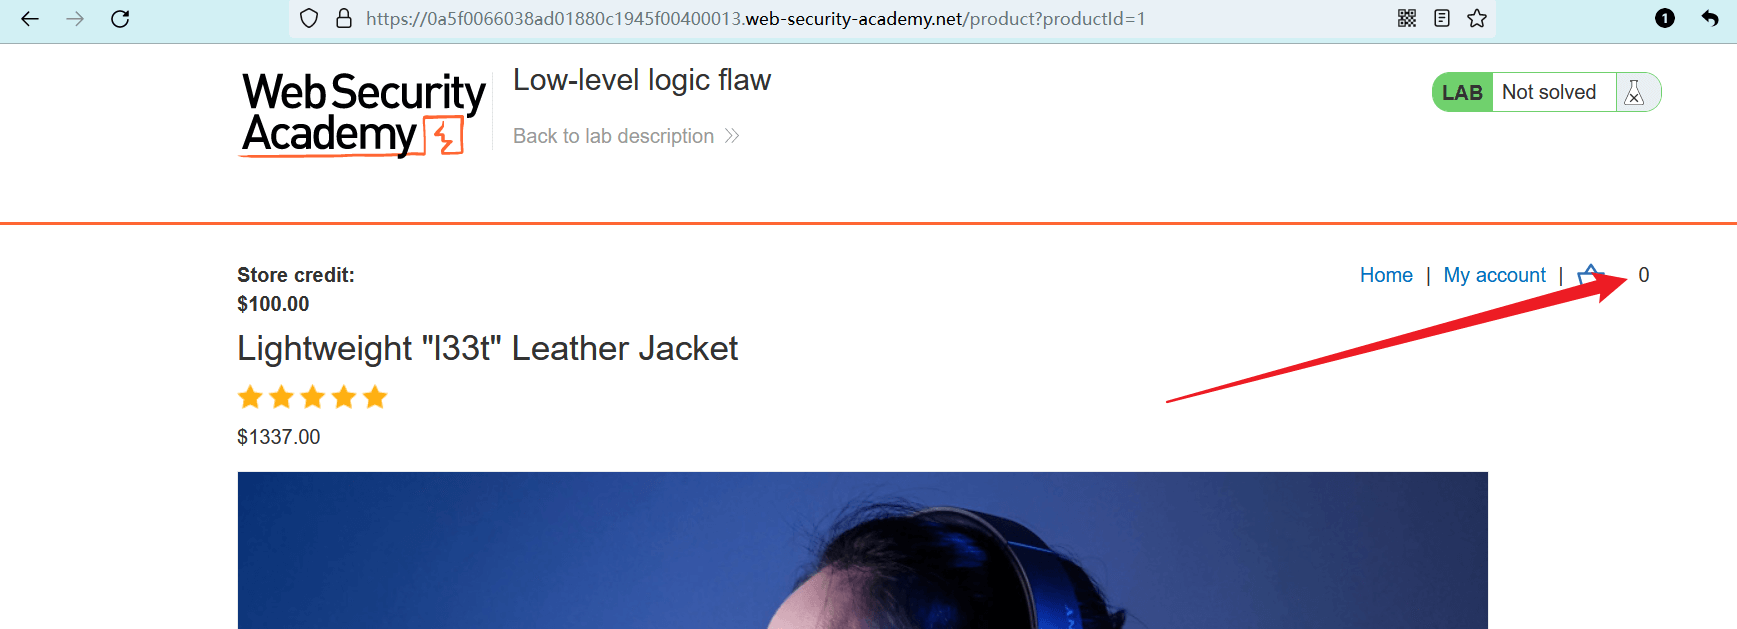 https://0a5f0066038ad01880c1945f00400013.web-security-academy.net/product?productId=1
1
Web Security
Academy
Low-level logic flaw
Back to lab description
LAB Not solved
Store credit:
$100.00
Home | My account | 0
Lightweight "l33t" Leather Jacket
$1337.00